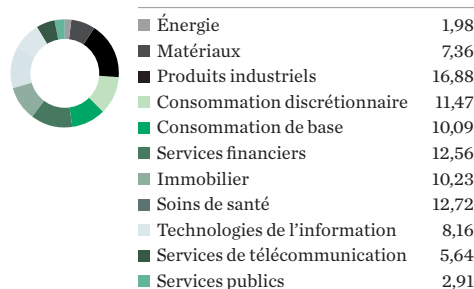 Énergie 1,98
Matériaux 7,36
Produits industriels 16,88
Consommation discrétionnaire 11,47
Consommation de base 10,09
Services financiers 12,56
Immobilier 10,23
Soins de santé 12,72
Technologies de l'information 8,16
Services de télécommunication 5,64
Services publics 2,91